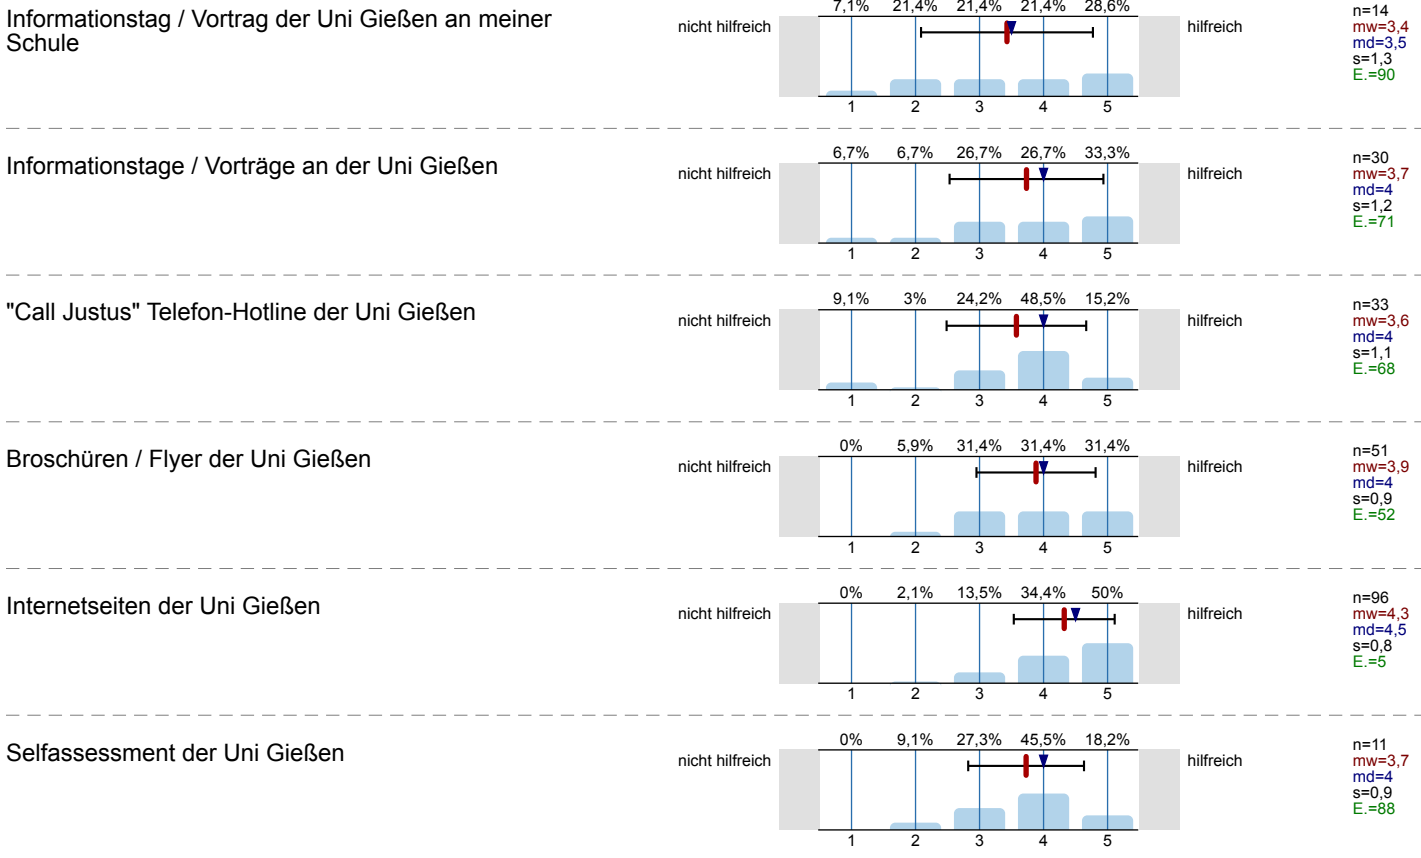 Informationstag / Vortrag der Uni Gießen an meiner
Schule
nicht hilfreich
7,1% 21,4% 21,4% 21,4% 28,6%
1 2 3 4 5
hilfreich
n=14
mw=3,4
md=3,5
s=1,3
E.=90
Informationstage / Vorträge an der Uni Gießen
nicht hilfreich
6,7% 6,7% 26,7% 26,7% 33,3%
1 2 3 4 5
hilfreich
n=30
mw=3,7
md=4
s=1,2
E.=71
"Call Justus" Telefon-Hotline der Uni Gießen
nicht hilfreich
9,1% 3% 24,2% 48,5% 15,2%
1 2 3 4 5
hilfreich
n=33
mw=3,6
md=4
s=1,1
E.=68
Broschüren / Flyer der Uni Gießen
nicht hilfreich
0% 5,9% 31,4% 31,4% 31,4%
1 2 3 4 5
hilfreich
n=51
mw=3,9
md=4
s=0,9
E.=52
Internetseiten der Uni Gießen
nicht hilfreich
0% 2,1% 13,5% 34,4% 50%
1 2 3 4 5
hilfreich
n=96
mw=4,3
md=4,5
s=0,8
E.=5
Selfassessment der Uni Gießen
nicht hilfreich
0% 9,1% 27,3% 45,5% 18,2%
1 2 3 4 5
hilfreich
n=11
mw=3,7
md=4
s=0,9
E.=88